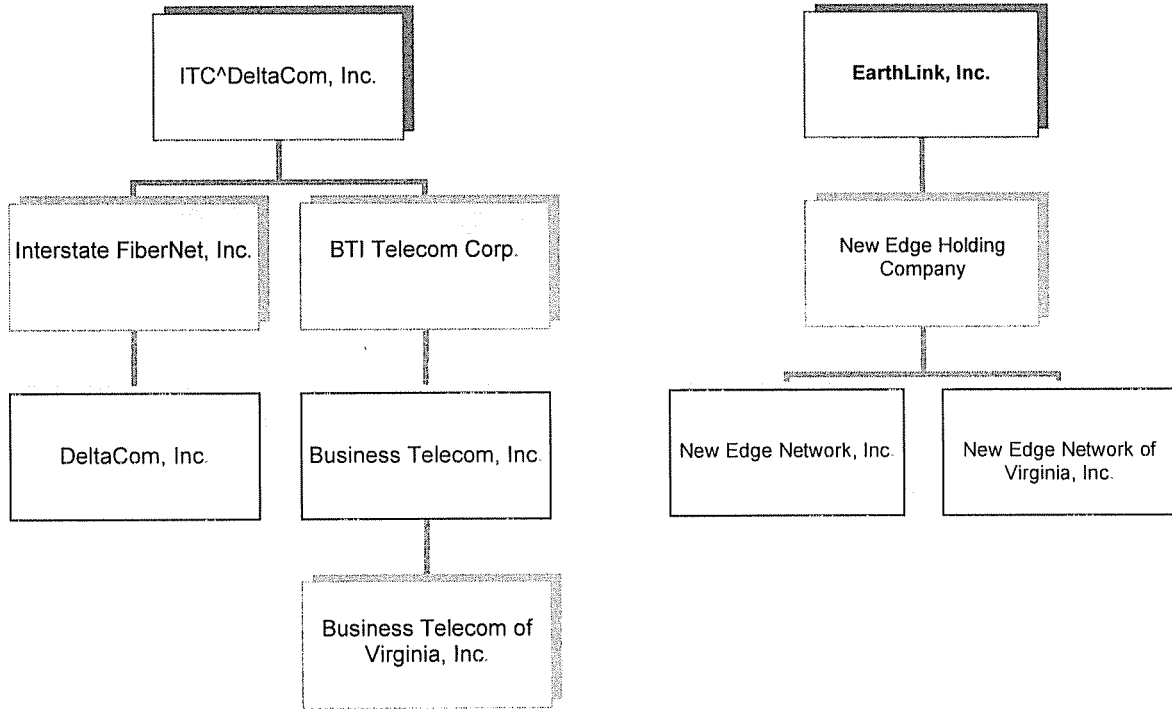 ITC^DeltaCom, Inc.
EarthLink, Inc.
Interstate FiberNet, Inc.
BTI Telecom Corp.
New Edge Holding
Company
DeltaCom, Inc.
Business Telecom, Inc.
New Edge Network, Inc.
New Edge Network of
Virginia, Inc.
Business Telecom of
Virginia, Inc.